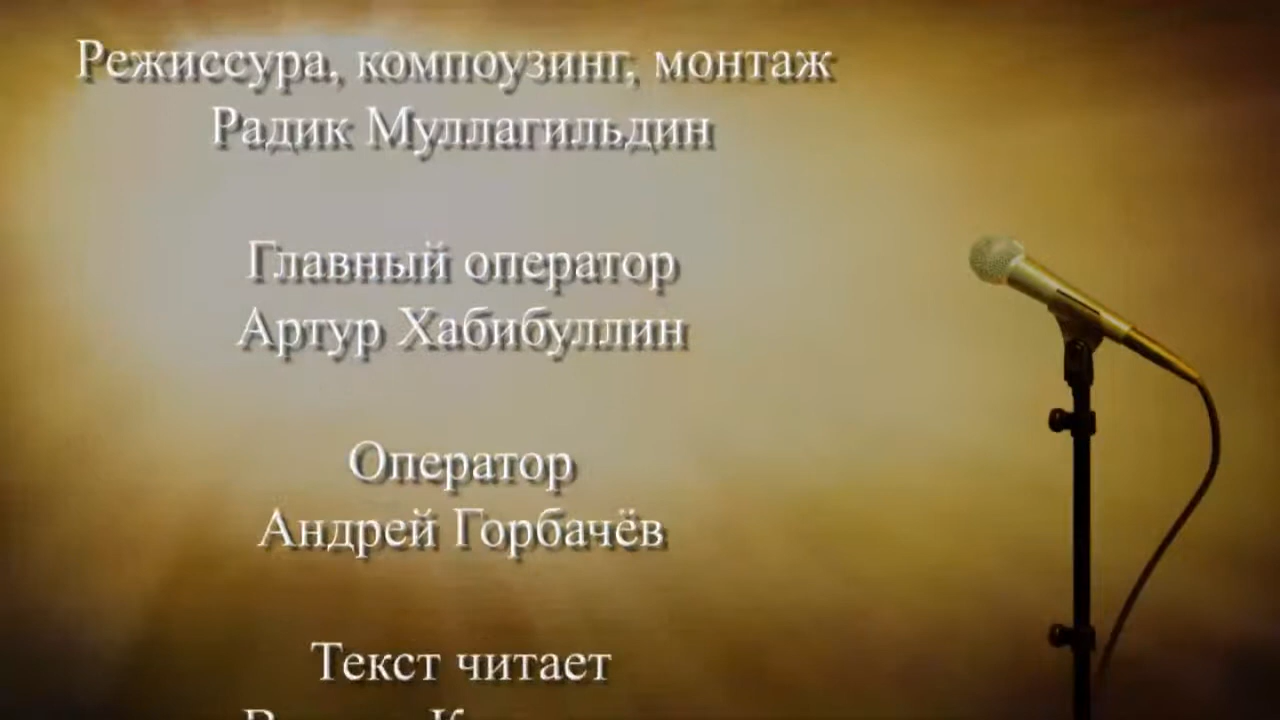 Режиссура, компоузинг, монтаж
Радик Муллагильдин
Главный оператор
Артур Хабибуллин
Оператор
Андрей Горбачёв
Текст читает